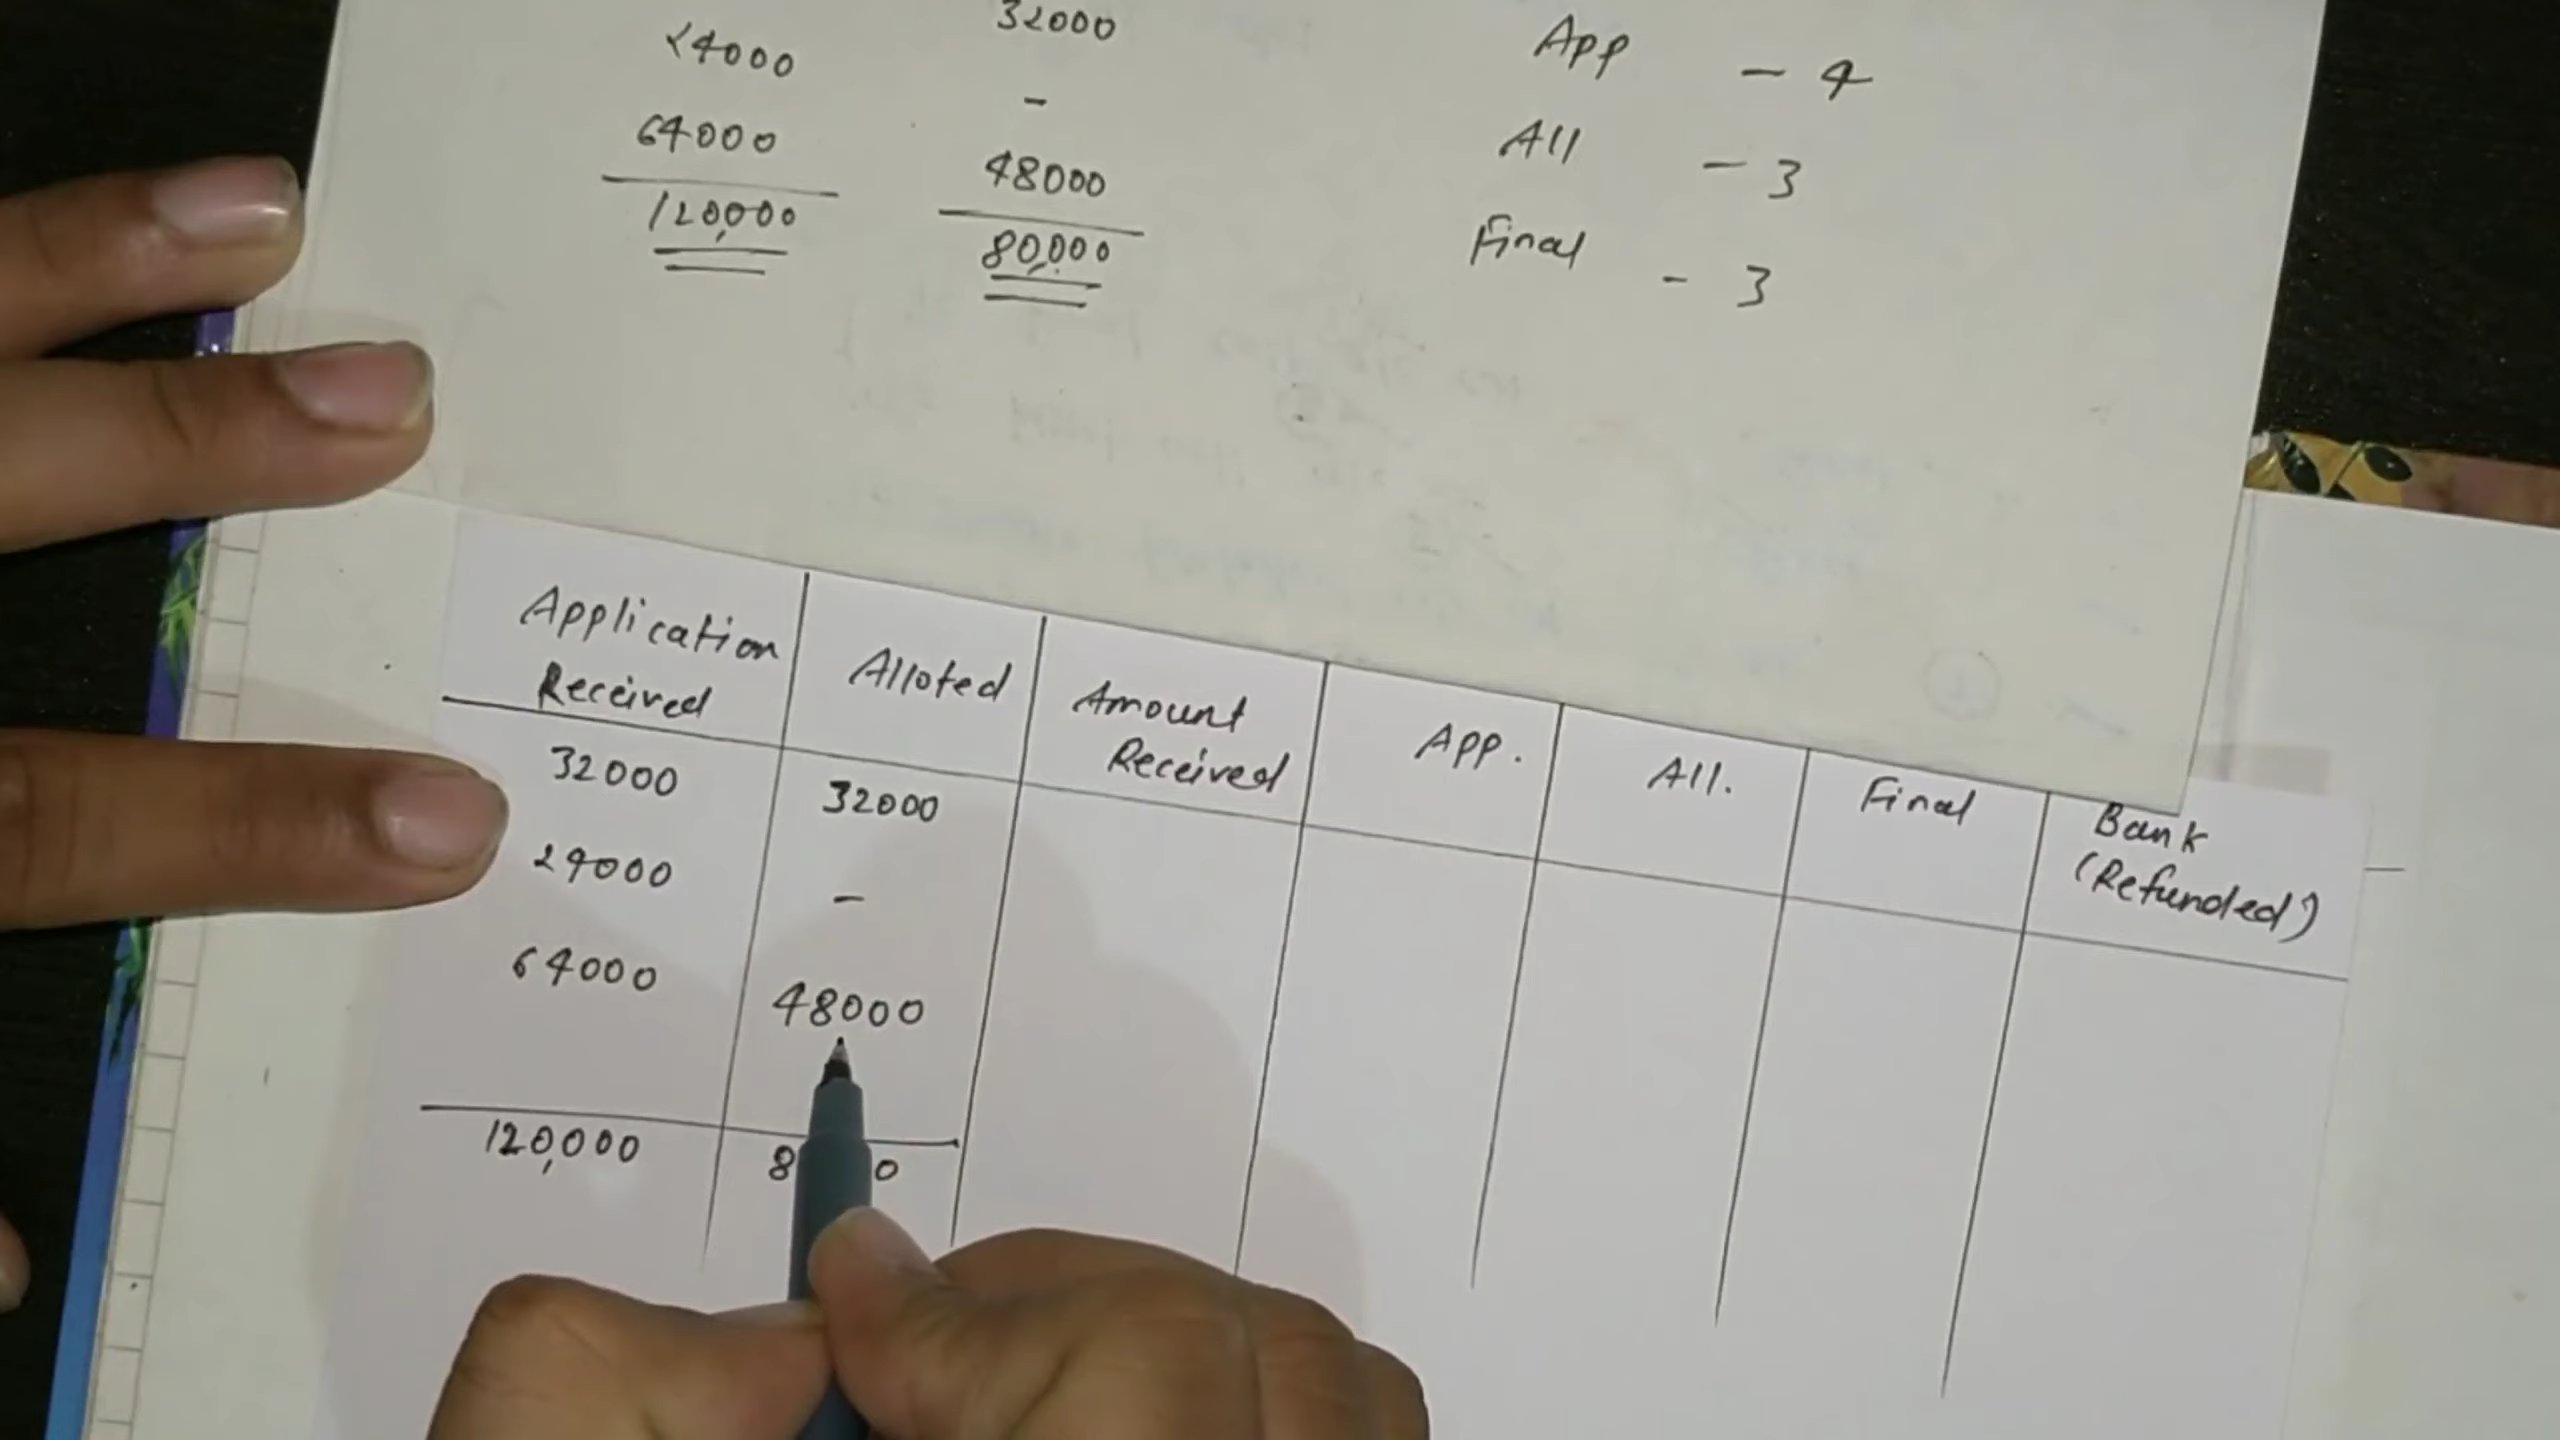 24000 32000 App - 4
64000 - All - 3
120,000 48000 Final - 3
80,000
Application Received Alloted Amount Received App. All. Final Bank (Refunded)
32000 32000
24000 -
64000 48000
120,000